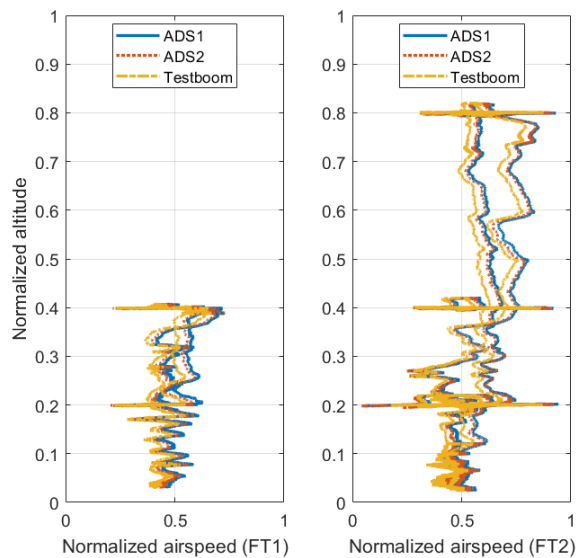 ADS1
ADS2
Testboom
1
0.9
0.8
0.7
0.6
0.5
0.4
0.3
0.2
0.1
0
0 0.5 1
Normalized altitude
Normalized airspeed (FT1)
ADS1
ADS2
Testboom
1
0.9
0.8
0.7
0.6
0.5
0.4
0.3
0.2
0.1
0
0 0.5 1
Normalized airspeed (FT2)